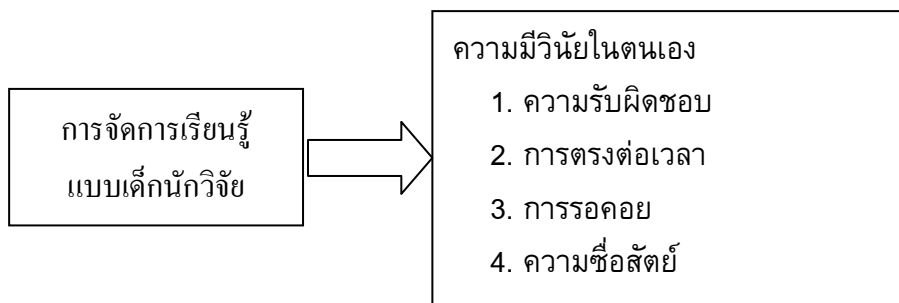 การจัดการเรียนรู้
แบบเด็กนักวิจัย
ความมีวินัยในตนเอง
1. ความรับผิดชอบ
2. การตรงต่อเวลา
3. การรอคอย
4. ความซื่อสัตย์